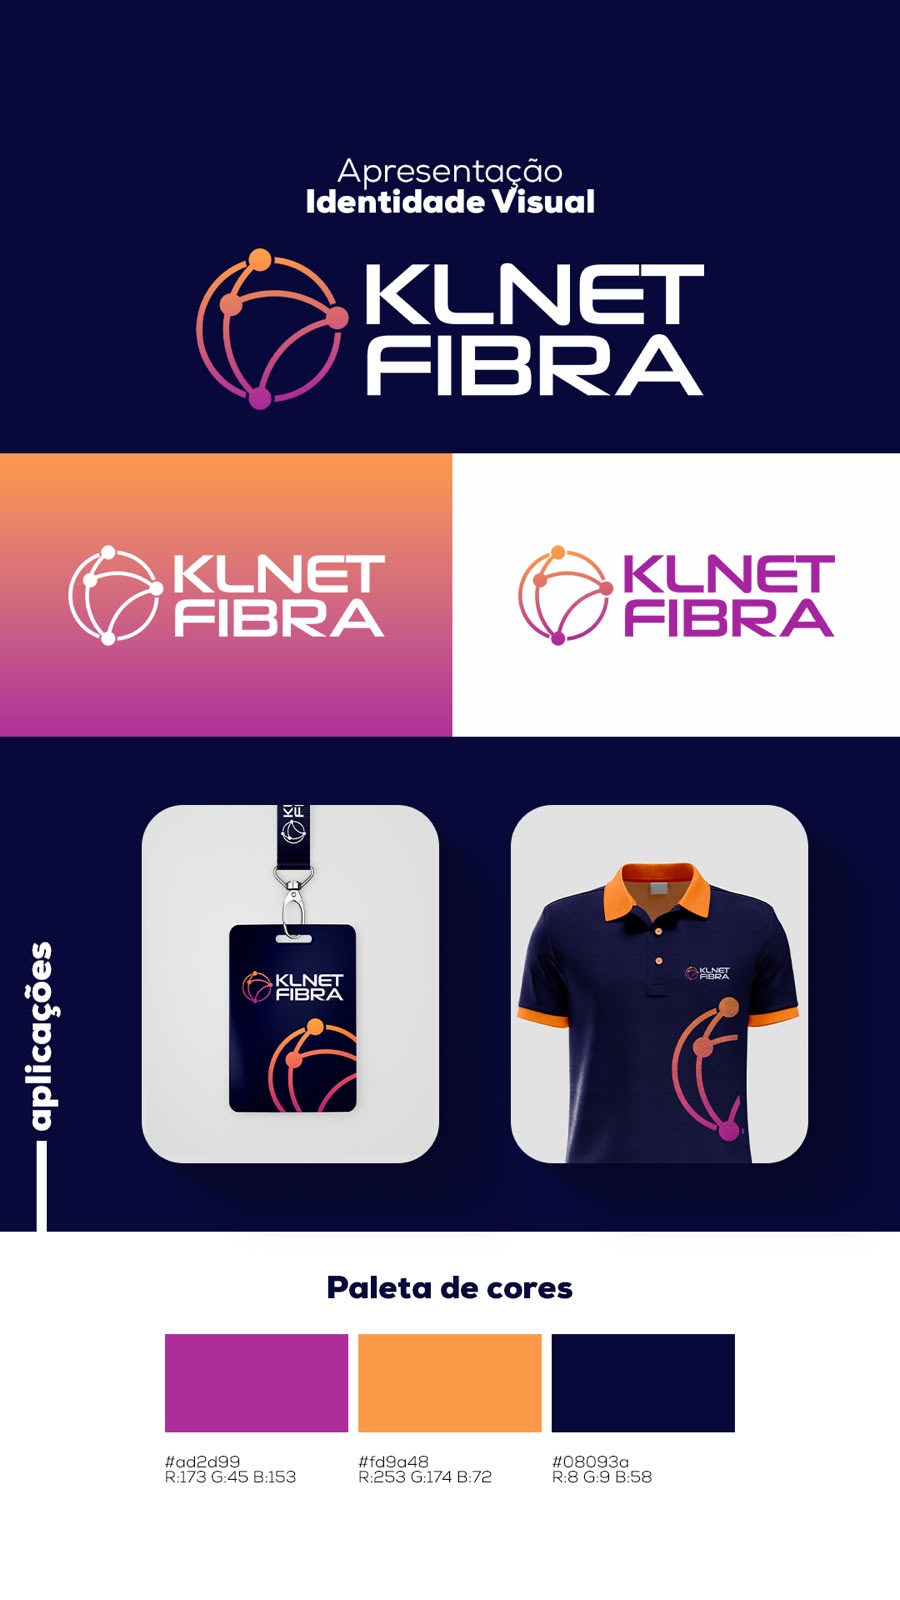 Apresentação
Identidade Visual
KLNET
FIBRA
KLNET
FIBRA
KLNET
FIBRA
aplicações
KLNET
FIBRA
KLNET
FIBRA
Paleta de cores
#ad2d99
R:173 G:45 B:153
#fd9a48
R:253 G:174 B:72
#08093a
R:8 G:9 B:58